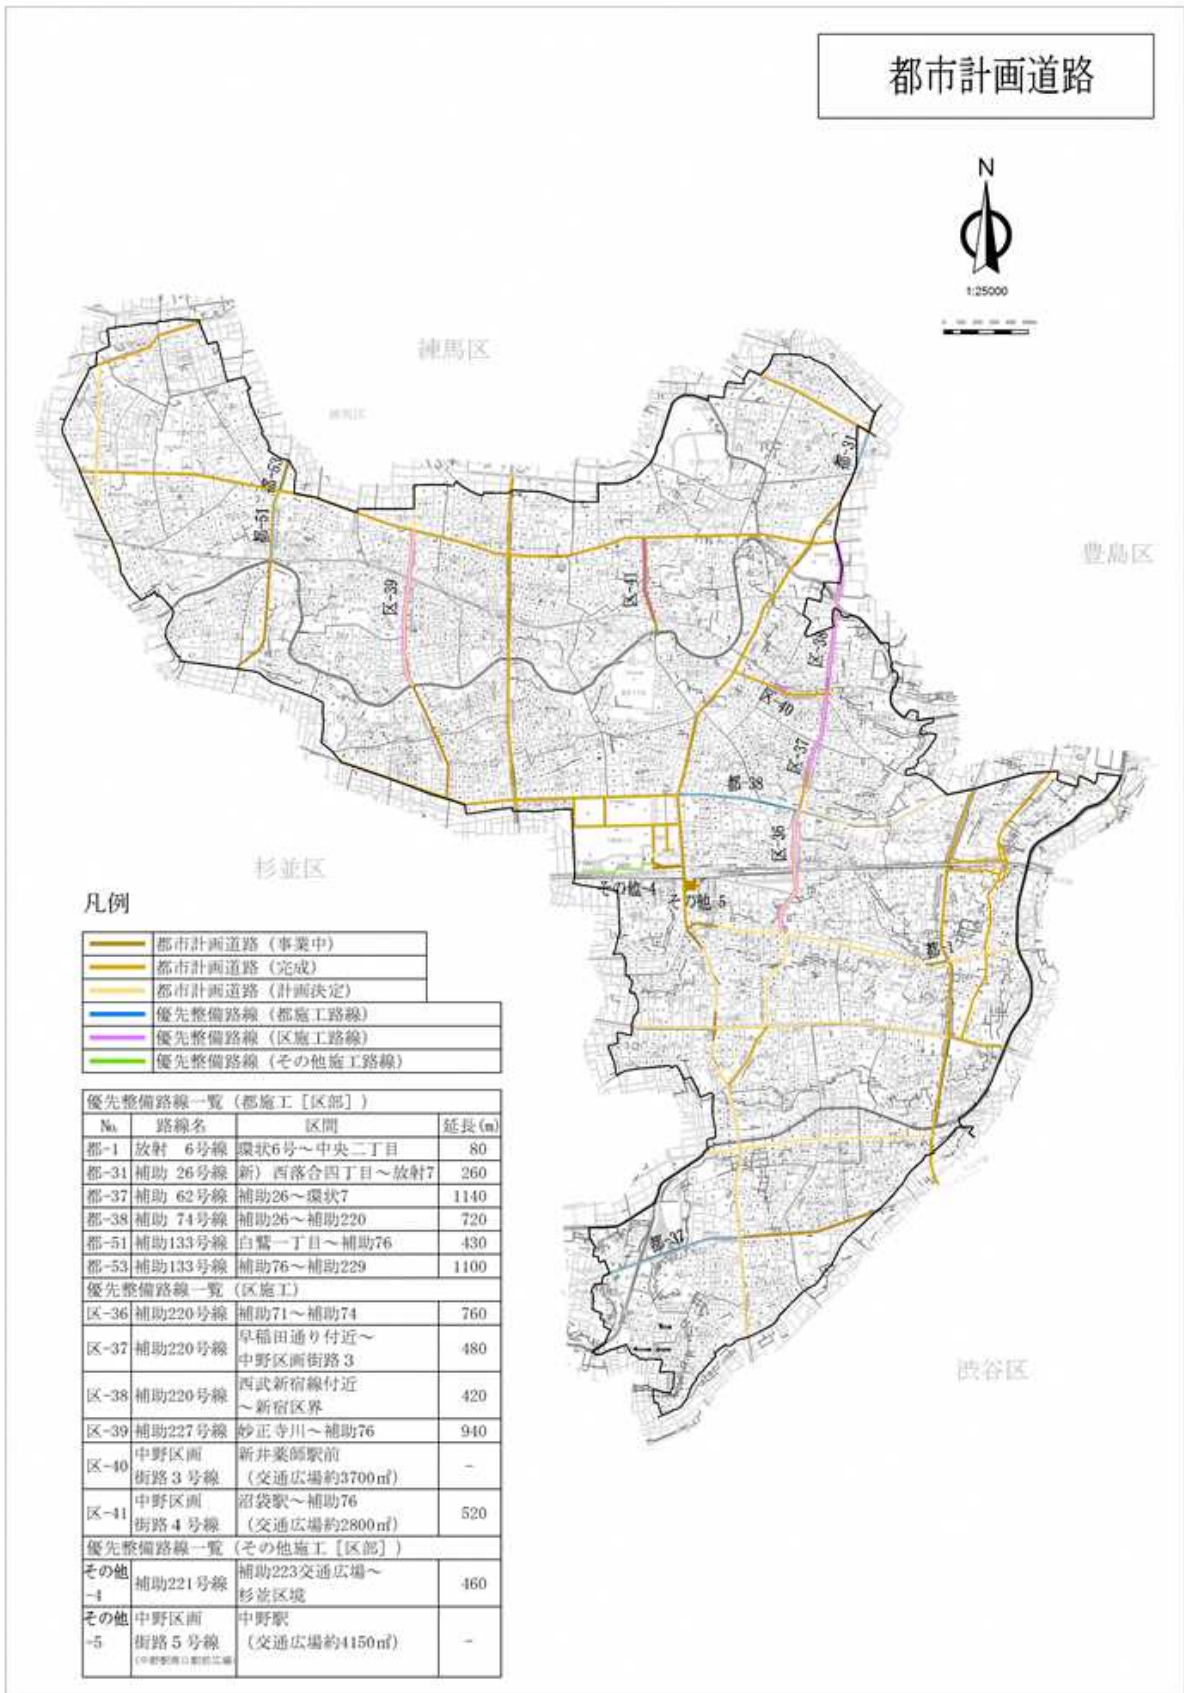 都市計画道路
N
1:25000
練馬区
練馬区
豊島区
杉並区
渋谷区
都-31
都-53
都-51
区-39
区-41
区-38
区-40
区-37
都-38
区-36
その他-4
その他-5
都-1
都-37
凡例
都市計画道路（事業中）
都市計画道路（完成）
都市計画道路（計画決定）
優先整備路線（都施工路線）
優先整備路線（区施工路線）
優先整備路線（その他施工路線）
優先整備路線一覧（都施工［区部］）
№ 路線名 区間 延長(m)
都-1 放射 6号線 環状6号～中央二丁目 80
都-31 補助 26号線 新）西落合四丁目～放射7 260
都-37 補助 62号線 補助26～環状7 1140
都-38 補助 74号線 補助26～補助220 720
都-51 補助133号線 白鷺一丁目～補助76 430
都-53 補助133号線 補助76～補助229 1100
優先整備路線一覧（区施工）
区-36 補助220号線 補助71～補助74 760
区-37 補助220号線 早稲田通り付近～
中野区画街路3 480
区-38 補助220号線 西武新宿線付近
～新宿区界 420
区-39 補助227号線 妙正寺川～補助76 940
区-40 中野区画
街路3号線 新井薬師駅前
（交通広場約3700㎡） -
区-41 中野区画
街路4号線 沼袋駅～補助76
（交通広場約2800㎡） 520
優先整備路線一覧（その他施工［区部］）
その他
-4 補助221号線 補助223交通広場～
杉並区境 460
その他
-5 中野区画
街路5号線 中野駅
（交通広場約4150㎡） -